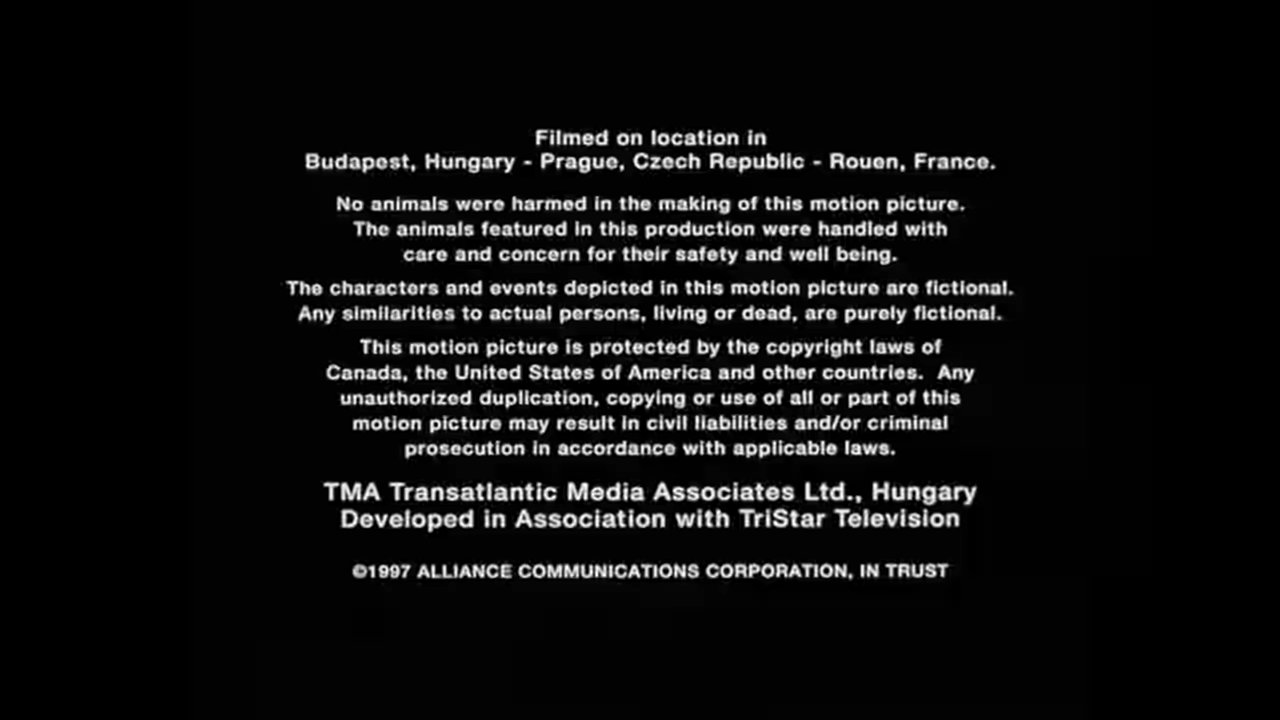 Filmed on location in
Budapest, Hungary - Prague, Czech Republic - Rouen, France.
No animals were harmed in the making of this motion picture.
The animals featured in this production were handled with
care and concern for their safety and well being.
The characters and events depicted in this motion picture are fictional.
Any similarities to actual persons, living or dead, are purely fictional.
This motion picture is protected by the copyright laws of
Canada, the United States of America and other countries.  Any
unauthorized duplication, copying or use of all or part of this
motion picture may result in civil liabilities and/or criminal
prosecution in accordance with applicable laws.
TMA Transatlantic Media Associates Ltd., Hungary
Developed in Association with TriStar Television
©1997 ALLIANCE COMMUNICATIONS CORPORATION, IN TRUST